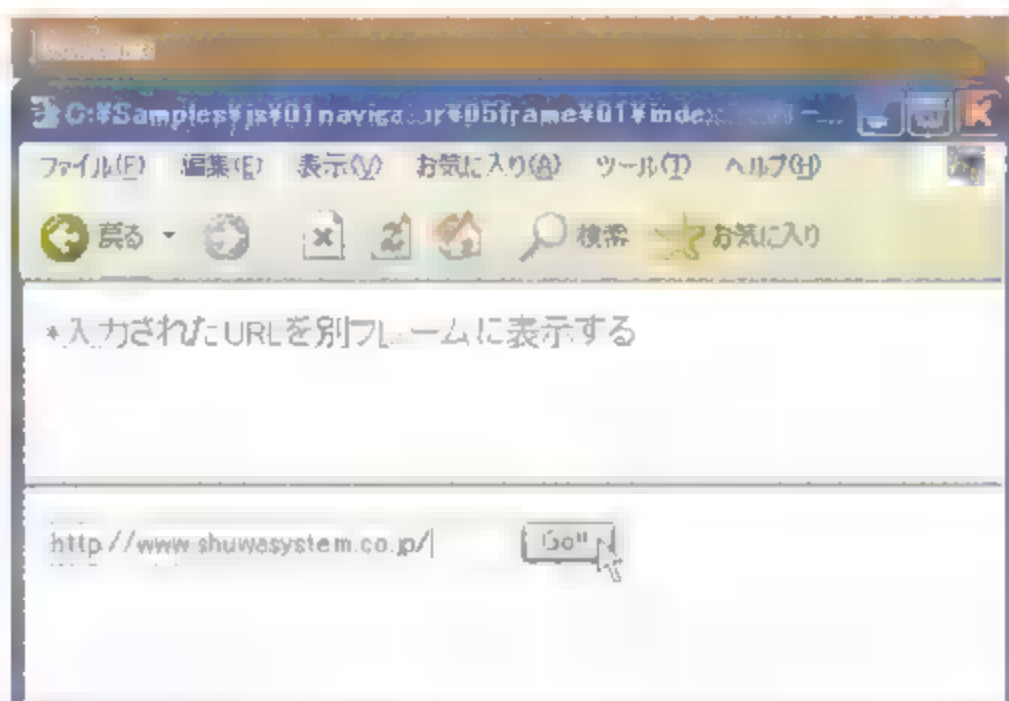 C:¥Samples¥js¥01navigator¥05frame¥01¥index
ファイル(F) 編集(E) 表示(V) お気に入り(A) ツール(T) ヘルプ(H)
戻る 検索 お気に入り
*入力されたURLを別フレームに表示する
http://www.shuwasystem.co.jp/ Go!!